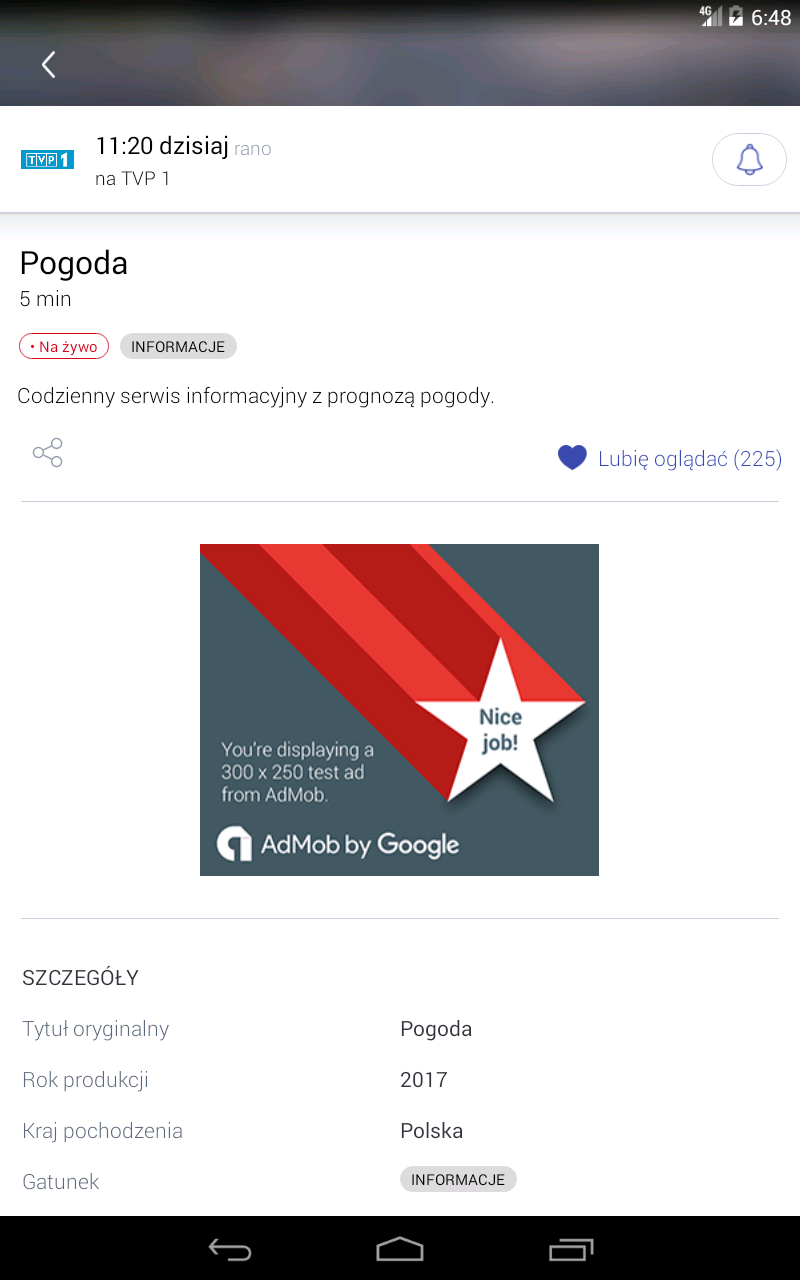 4G 6:48
TVP 1
11:20 dzisiaj rano
na TVP 1
Pogoda
5 min
• Na żywo INFORMACJE
Codzienny serwis informacyjny z prognozą pogody.
Lubię oglądać (225)
Nice
job!
You're displaying a
300 x 250 test ad
from AdMob.
AdMob by Google
SZCZEGÓŁY
Tytuł oryginalny Pogoda
Rok produkcji 2017
Kraj pochodzenia Polska
Gatunek INFORMACJE